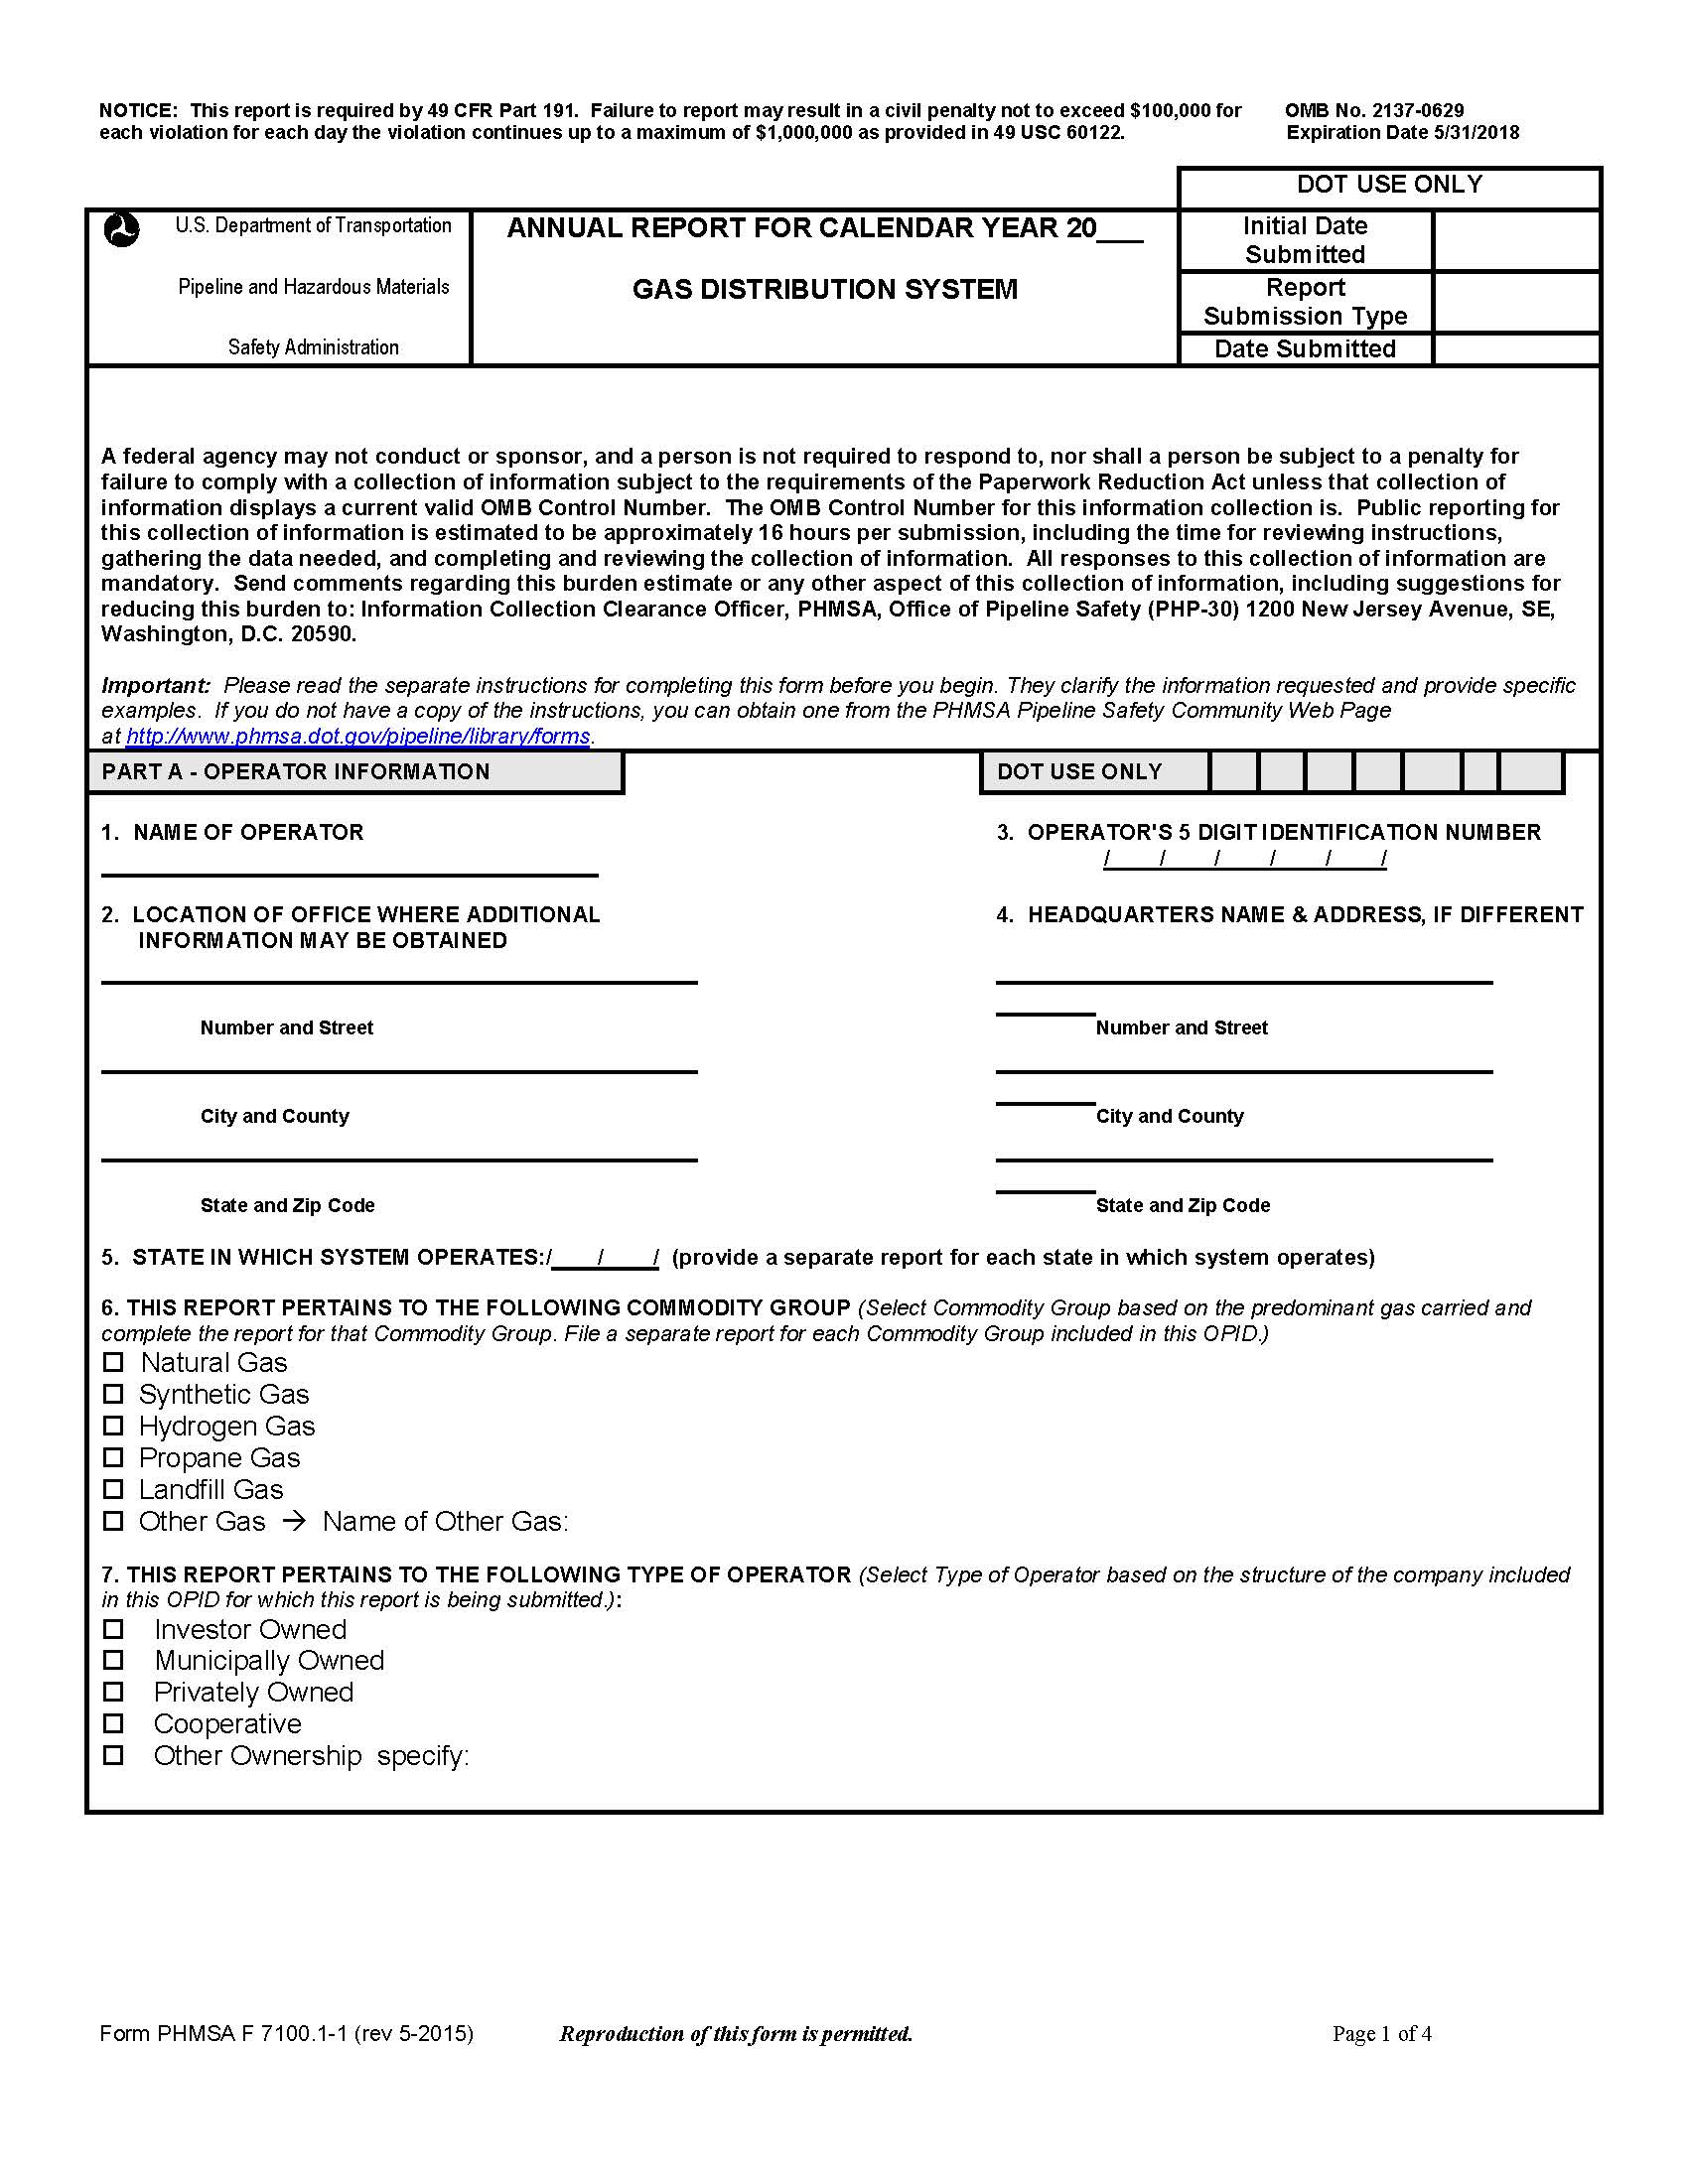 NOTICE:  This report is required by 49 CFR Part 191.  Failure to report may result in a civil penalty not to exceed $100,000 for
each violation for each day the violation continues up to a maximum of $1,000,000 as provided in 49 USC 60122.
OMB No. 2137-0629
Expiration Date 5/31/2018
DOT USE ONLY
U.S. Department of Transportation
Pipeline and Hazardous Materials
Safety Administration
ANNUAL REPORT FOR CALENDAR YEAR 20___
GAS DISTRIBUTION SYSTEM
Initial Date
Submitted
Report
Submission Type
Date Submitted
A federal agency may not conduct or sponsor, and a person is not required to respond to, nor shall a person be subject to a penalty for
failure to comply with a collection of information subject to the requirements of the Paperwork Reduction Act unless that collection of
information displays a current valid OMB Control Number.  The OMB Control Number for this information collection is.  Public reporting for
this collection of information is estimated to be approximately 16 hours per submission, including the time for reviewing instructions,
gathering the data needed, and completing and reviewing the collection of information.  All responses to this collection of information are
mandatory.  Send comments regarding this burden estimate or any other aspect of this collection of information, including suggestions for
reducing this burden to: Information Collection Clearance Officer, PHMSA, Office of Pipeline Safety (PHP-30) 1200 New Jersey Avenue, SE,
Washington, D.C. 20590.
Important:  Please read the separate instructions for completing this form before you begin. They clarify the information requested and provide specific
examples.  If you do not have a copy of the instructions, you can obtain one from the PHMSA Pipeline Safety Community Web Page
at http://www.phmsa.dot.gov/pipeline/library/forms.
PART A - OPERATOR INFORMATION
DOT USE ONLY
1.  NAME OF OPERATOR
3.  OPERATOR'S 5 DIGIT IDENTIFICATION NUMBER
/ / / / / /
2.  LOCATION OF OFFICE WHERE ADDITIONAL
INFORMATION MAY BE OBTAINED
4.  HEADQUARTERS NAME & ADDRESS, IF DIFFERENT
Number and Street
Number and Street
City and County
City and County
State and Zip Code
State and Zip Code
5.  STATE IN WHICH SYSTEM OPERATES:/____/____/  (provide a separate report for each state in which system operates)
6. THIS REPORT PERTAINS TO THE FOLLOWING COMMODITY GROUP (Select Commodity Group based on the predominant gas carried and
complete the report for that Commodity Group. File a separate report for each Commodity Group included in this OPID.)
☐ Natural Gas
☐ Synthetic Gas
☐ Hydrogen Gas
☐ Propane Gas
☐ Landfill Gas
☐ Other Gas → Name of Other Gas:
7. THIS REPORT PERTAINS TO THE FOLLOWING TYPE OF OPERATOR (Select Type of Operator based on the structure of the company included
in this OPID for which this report is being submitted.):
☐ Investor Owned
☐ Municipally Owned
☐ Privately Owned
☐ Cooperative
☐ Other Ownership  specify:
Form PHMSA F 7100.1-1 (rev 5-2015)
Reproduction of this form is permitted.
Page 1 of 4